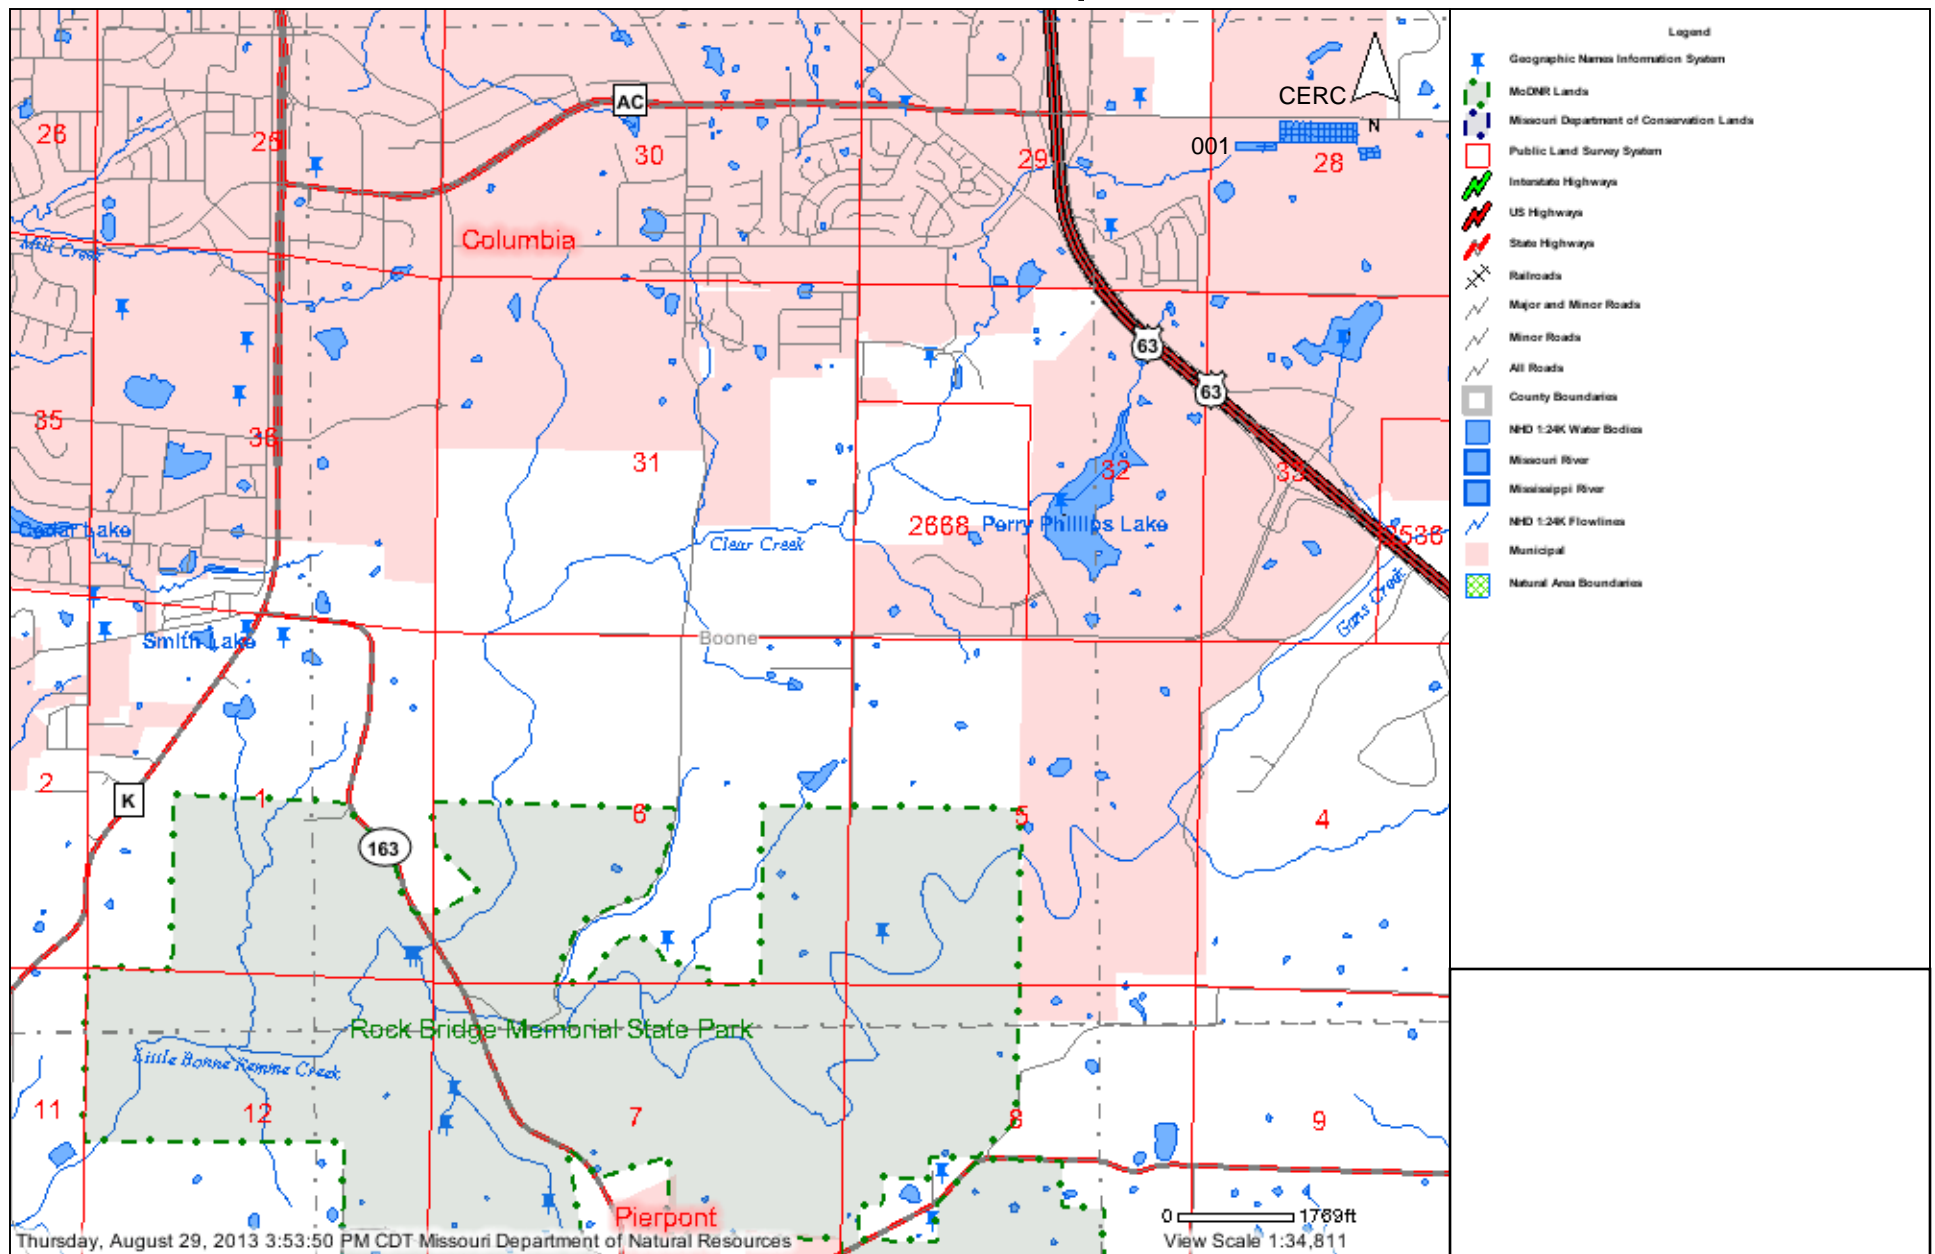 CERC
N
AC
001
26
25
30
29
28
Columbia
Mill Creek
63
63
35
36
31
32
33
2668
Perry Phillips Lake
2536
Cedar Lake
Clear Creek
Gans Creek
Smith Lake
Boone
2
K
1
6
5
4
163
Rock Bridge Memorial State Park
Little Bonne Femme Creek
11
12
7
8
9
Pierpont
0
1769ft
View Scale 1:34,811
Thursday, August 29, 2013 3:53:50 PM CDT Missouri Department of Natural Resources
Legend
Geographic Names Information System
MoDNR Lands
Missouri Department of Conservation Lands
Public Land Survey System
Interstate Highways
US Highways
State Highways
Railroads
Major and Minor Roads
Minor Roads
All Roads
County Boundaries
NHD 1:24K Water Bodies
Missouri River
Mississippi River
NHD 1:24K Flowlines
Municipal
Natural Area Boundaries